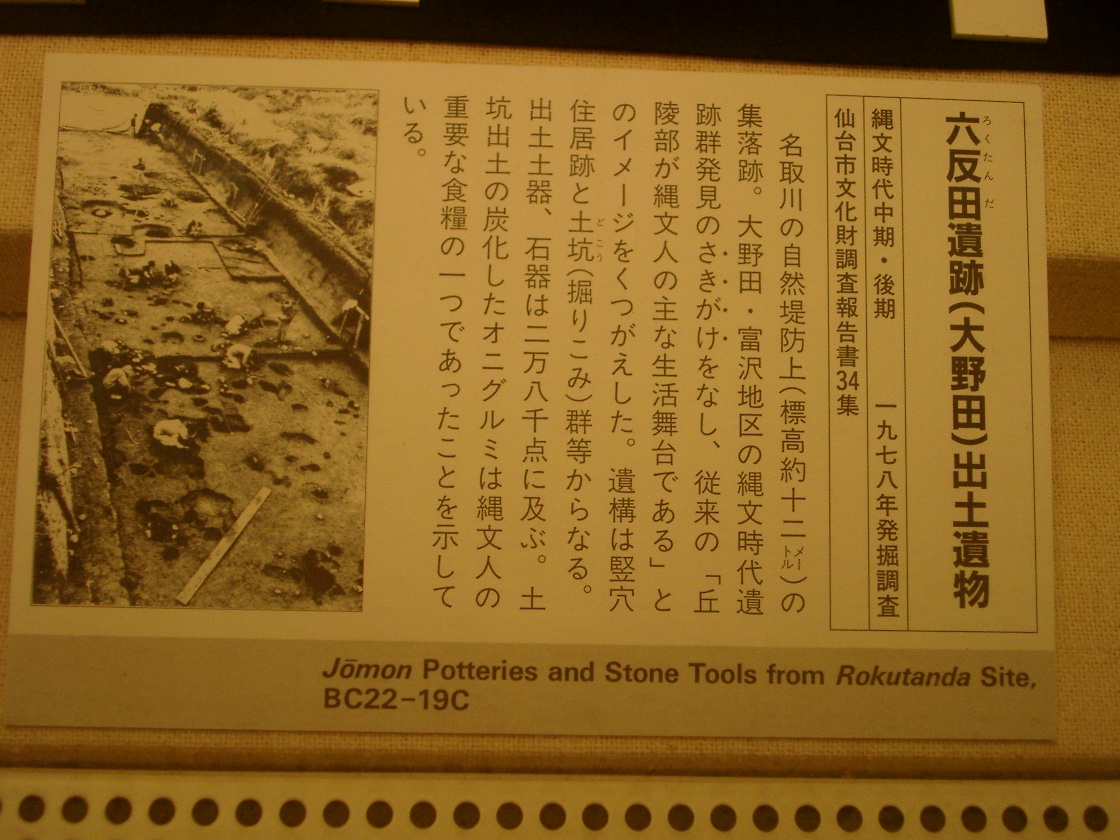 六反田遺跡(大野田)出土遺物
ろくたんだ
縄文時代中期・後期 一九七八年発掘調査
仙台市文化財調査報告書34集
名取川の自然堤防上(標高約十二メートル)の
集落跡。大野田・富沢地区の縄文時代遺
跡群発見のさきがけをなし、従来の「丘
陵部が縄文人の主な生活舞台である」と
のイメージをくつがえした。遺構は竪穴
住居跡と土坑(掘りこみ)群等からなる。
どこう
出土土器、石器は二万八千点に及ぶ。土
坑出土の炭化したオニグルミは縄文人の
重要な食糧の一つであったことを示して
いる。
Jōmon Potteries and Stone Tools from Rokutanda Site,
BC22-19C